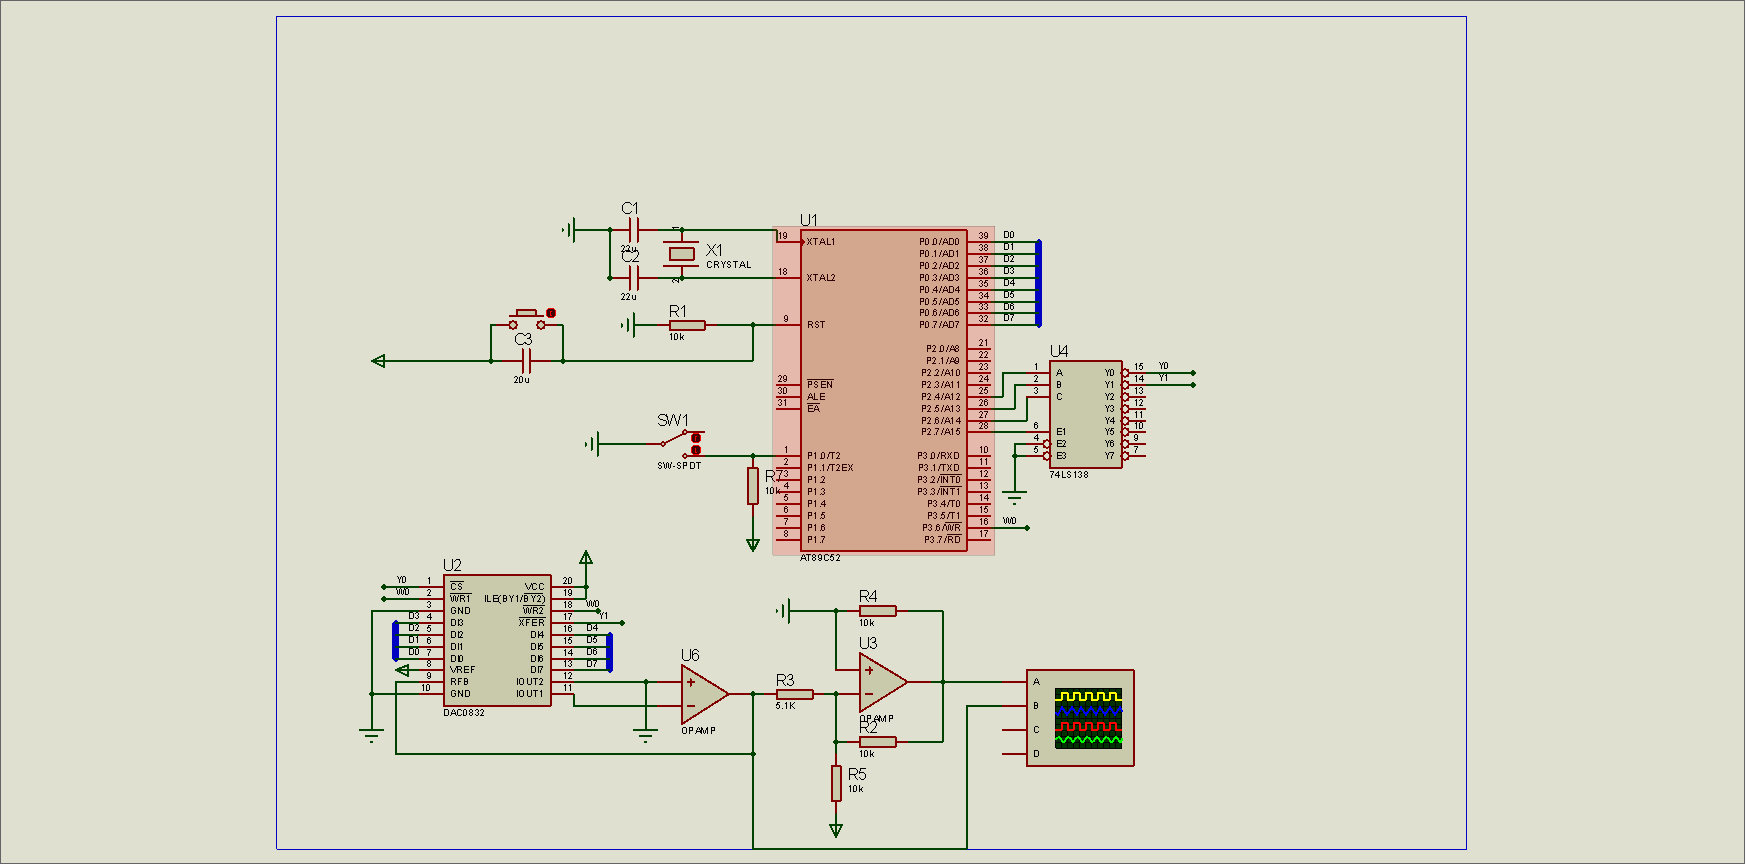 C1
22u
C2
22u
1
2
X1
CRYSTAL
R1
10k
C3
20u
SW1
SW-SPDT
R7
10k
U1
19 XTAL1
18 XTAL2
9 RST
29 PSEN
30 ALE
31 EA
1 P1.0/T2
2 P1.1/T2EX
3 P1.2
4 P1.3
5 P1.4
6 P1.5
7 P1.6
8 P1.7
P0.0/AD0 39 D0
P0.1/AD1 38 D1
P0.2/AD2 37 D2
P0.3/AD3 36 D3
P0.4/AD4 35 D4
P0.5/AD5 34 D5
P0.6/AD6 33 D6
P0.7/AD7 32 D7
P2.0/A8 21
P2.1/A9 22
P2.2/A10 23
P2.3/A11 24
P2.4/A12 25
P2.5/A13 26
P2.6/A14 27
P2.7/A15 28
P3.0/RXD 10
P3.1/TXD 11
P3.2/INT0 12
P3.3/INT1 13
P3.4/T0 14
P3.5/T1 15
P3.6/WR 16 W0
P3.7/RD 17
AT89C52
U4
1 A
2 B
3 C
6 E1
4 E2
5 E3
Y0 15 Y0
Y1 14 Y1
Y2 13
Y3 12
Y4 11
Y5 10
Y6 9
Y7 7
74LS138
U2
Y0 1 CS
W0 2 WR1
3 GND
D3 4 DI3
D2 5 DI2
D1 6 DI1
D0 7 DI0
8 VREF
9 RFB
10 GND
VCC 20
ILE(BY1/BY2) 19
WR2 18 W0
XFER 17 Y1
DI4 16 D4
DI5 15 D5
DI6 14 D6
DI7 13 D7
IOUT2 12
IOUT1 11
DAC0832
U6
OPAMP
R3
5.1K
R4
10k
U3
OPAMP
R2
10k
R5
10k
A
B
C
D